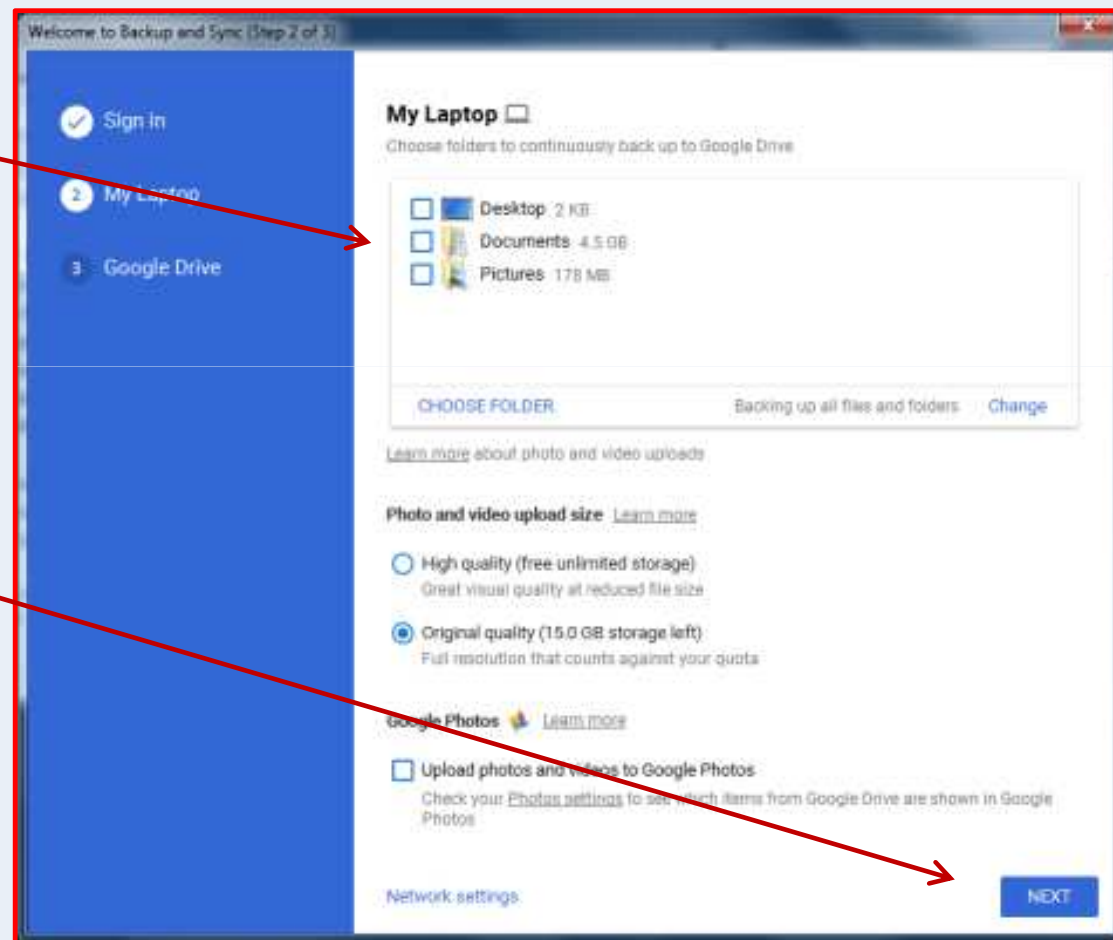 Welcome to Backup and Sync (Step 2 of 3)
Sign in
2 My Laptop
3 Google Drive
My Laptop
Choose folders to continuously back up to Google Drive
Desktop 2 KB
Documents 4.5 GB
Pictures 178 MB
CHOOSE FOLDER Backing up all files and folders Change
Learn more about photo and video uploads
Photo and video upload size Learn more
High quality (free unlimited storage)
Great visual quality at reduced file size
Original quality (15.0 GB storage left)
Full resolution that counts against your quota
Google Photos Learn more
Upload photos and videos to Google Photos
Check your Photos settings to see which items from Google Drive are shown in Google
Photos
Network settings NEXT